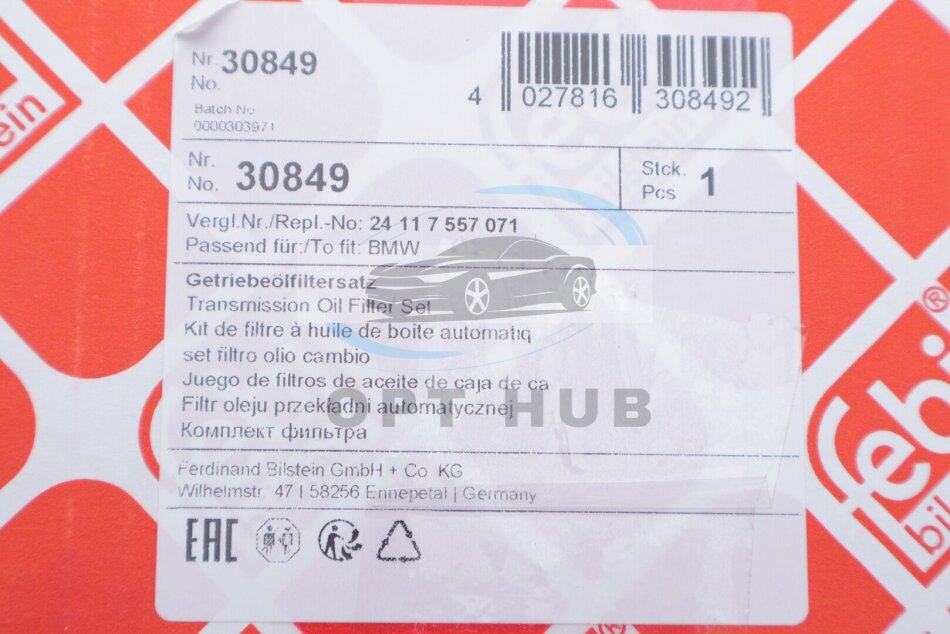 Nr. 30849
No.
Batch No
0000303971
4 027816 308492
Nr.
No. 30849
Stck.
Pcs 1
Vergl.Nr./Repl.-No: 24 11 7 557 071
Passend für:/To fit: BMW
Getriebeölfiltersatz
Transmission Oil Filter Set
Kit de filtre à huile de boite automatiq
set filtro olio cambio
Juego de filtros de aceite de caja de ca
Filtr oleju przekładni automatycznej
Комплект фильтра
OPT HUB
Ferdinand Bilstein GmbH + Co KG
Wilhelmstr. 47 | 58256 Ennepetal | Germany
EAC
febi